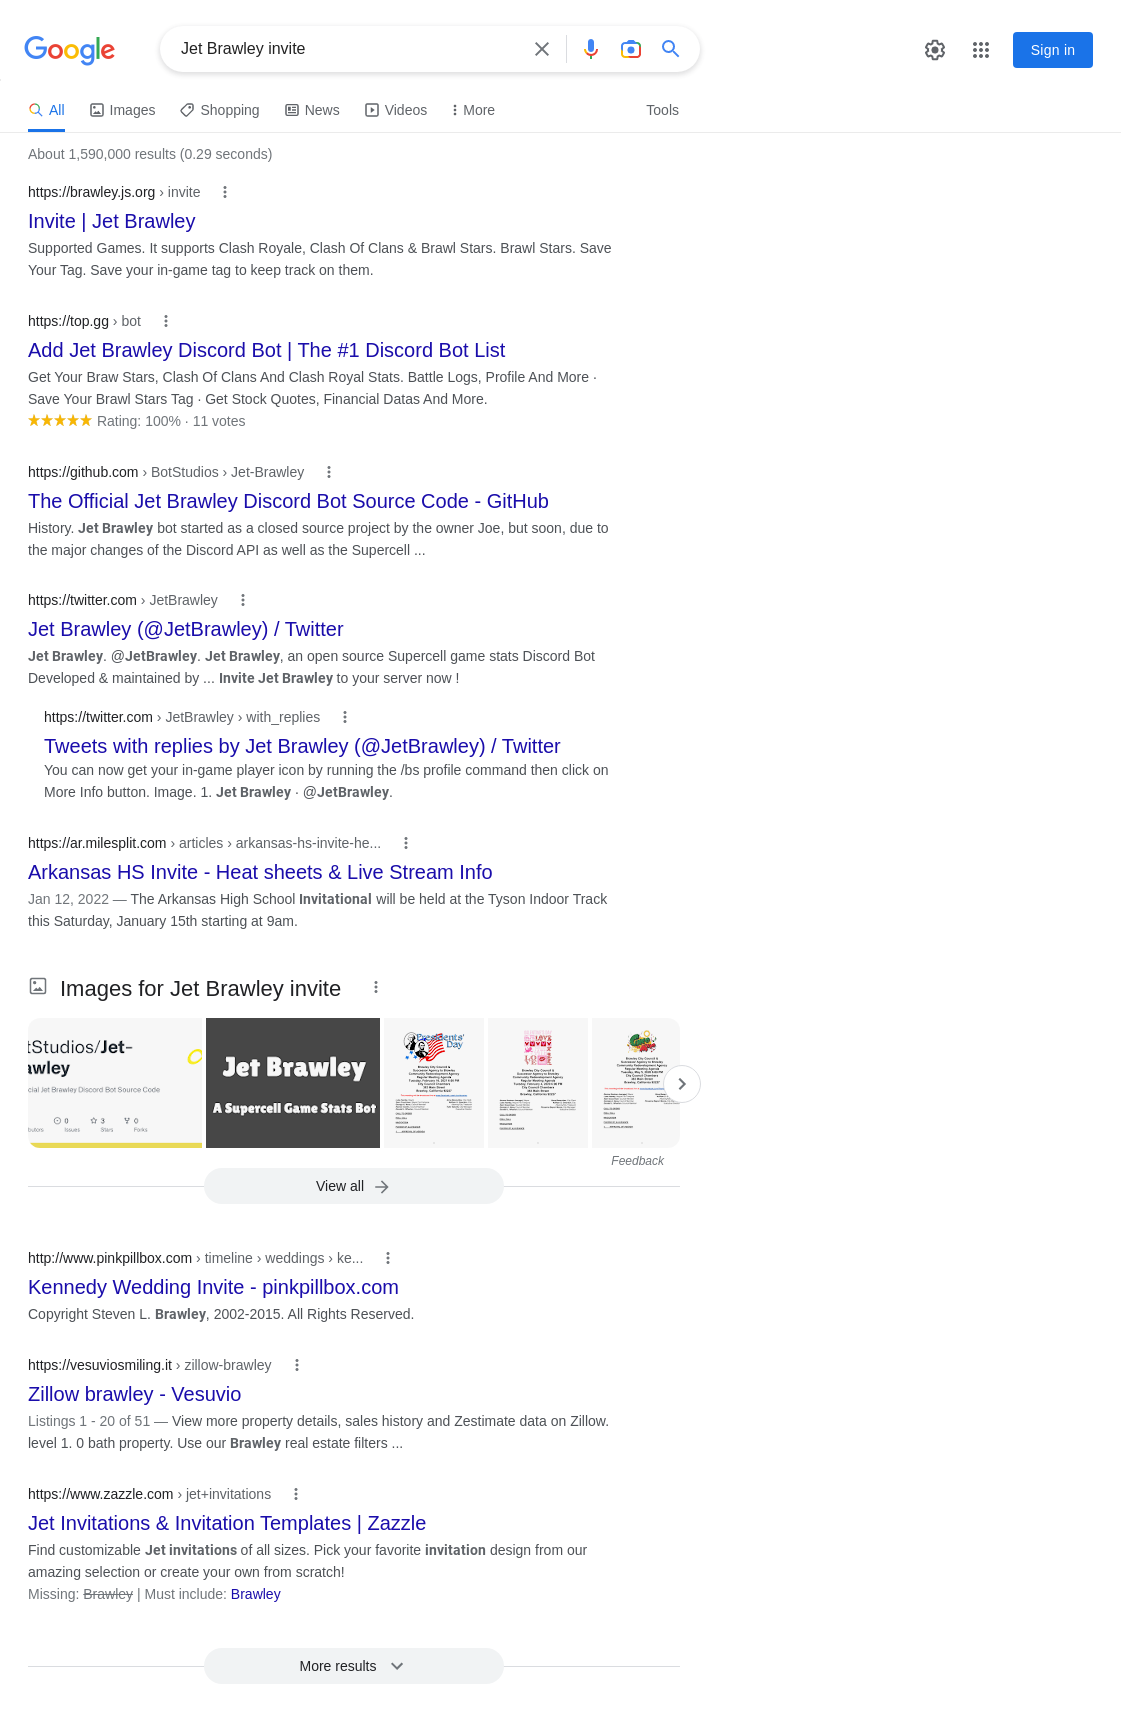 Google
Jet Brawley invite
Sign in
All
Images
Shopping
News
Videos
More
Tools
About 1,590,000 results (0.29 seconds)
https://brawley.js.org › invite
Invite | Jet Brawley
Supported Games. It supports Clash Royale, Clash Of Clans & Brawl Stars. Brawl Stars. Save
Your Tag. Save your in-game tag to keep track on them.
https://top.gg › bot
Add Jet Brawley Discord Bot | The #1 Discord Bot List
Get Your Braw Stars, Clash Of Clans And Clash Royal Stats. Battle Logs, Profile And More ·
Save Your Brawl Stars Tag · Get Stock Quotes, Financial Datas And More.
Rating: 100% · 11 votes
https://github.com › BotStudios › Jet-Brawley
The Official Jet Brawley Discord Bot Source Code - GitHub
History. Jet Brawley bot started as a closed source project by the owner Joe, but soon, due to
the major changes of the Discord API as well as the Supercell ...
https://twitter.com › JetBrawley
Jet Brawley (@JetBrawley) / Twitter
Jet Brawley. @JetBrawley. Jet Brawley, an open source Supercell game stats Discord Bot
Developed & maintained by ... Invite Jet Brawley to your server now !
https://twitter.com › JetBrawley › with_replies
Tweets with replies by Jet Brawley (@JetBrawley) / Twitter
You can now get your in-game player icon by running the /bs profile command then click on
More Info button. Image. 1. Jet Brawley · @JetBrawley.
https://ar.milesplit.com › articles › arkansas-hs-invite-he...
Arkansas HS Invite - Heat sheets & Live Stream Info
Jan 12, 2022 — The Arkansas High School Invitational will be held at the Tyson Indoor Track
this Saturday, January 15th starting at 9am.
Images for Jet Brawley invite
tStudios/Jet-
awley
cial Jet Brawley Discord Bot Source Code
0
3
0
butors
Issues
Stars
Forks
Jet Brawley
A Supercell Game Stats Bot
Presidents'
Day
LOVE
Feedback
View all
http://www.pinkpillbox.com › timeline › weddings › ke...
Kennedy Wedding Invite - pinkpillbox.com
Copyright Steven L. Brawley, 2002-2015. All Rights Reserved.
https://vesuviosmiling.it › zillow-brawley
Zillow brawley - Vesuvio
Listings 1 - 20 of 51 — View more property details, sales history and Zestimate data on Zillow.
level 1. 0 bath property. Use our Brawley real estate filters ...
https://www.zazzle.com › jet+invitations
Jet Invitations & Invitation Templates | Zazzle
Find customizable Jet invitations of all sizes. Pick your favorite invitation design from our
amazing selection or create your own from scratch!
Missing: Brawley | Must include: Brawley
More results